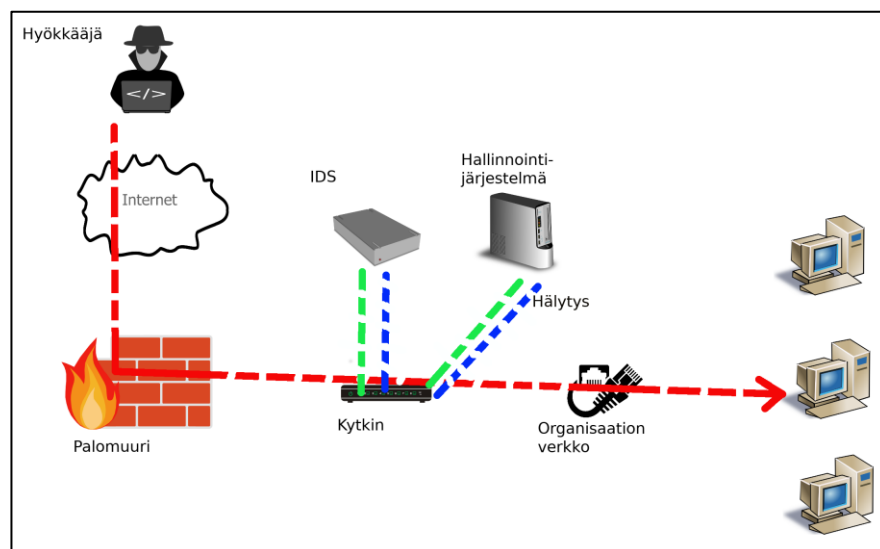 Hyökkääjä
</>
Internet
IDS
Hallinnointi-
järjestelmä
Hälytys
Palomuuri
Kytkin
Organisaation
verkko